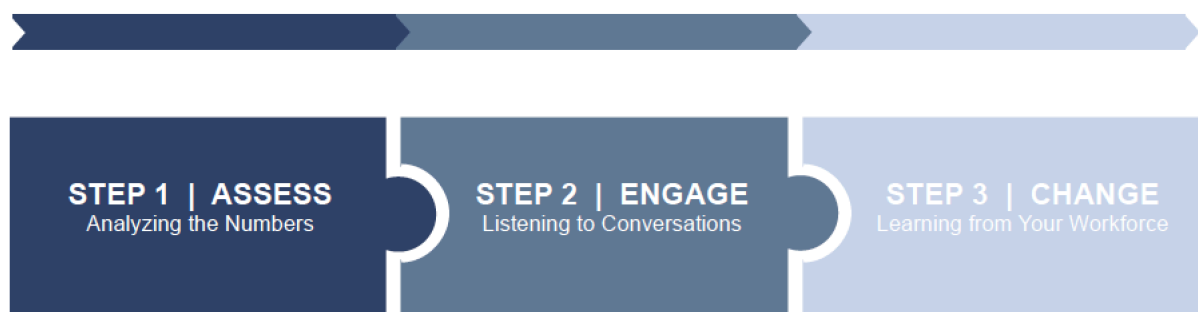 STEP 1 | ASSESS
Analyzing the Numbers
STEP 2 | ENGAGE
Listening to Conversations
STEP 3 | CHANGE
Learning from Your Workforce